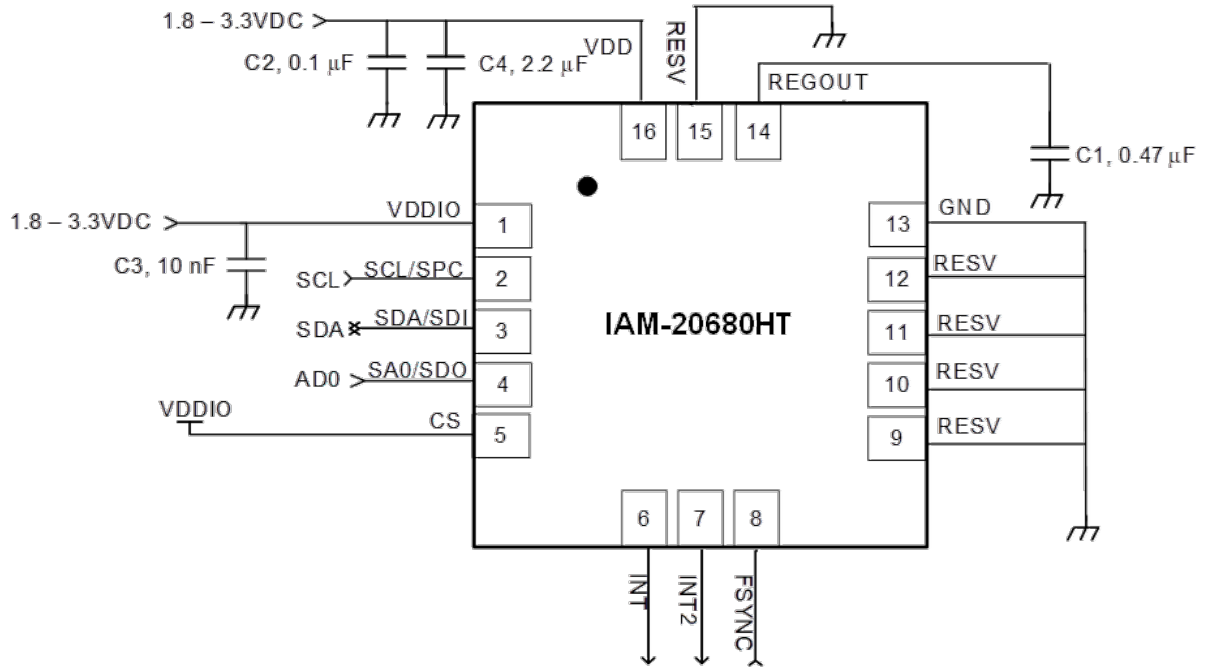 1.8 – 3.3VDC
C2, 0.1 µF
C4, 2.2 µF
VDD
RESV
REGOUT
C1, 0.47 µF
16
15
14
1.8 – 3.3VDC
VDDIO
1
C3, 10 nF
SCL
SCL/SPC
2
SDA
SDA/SDI
3
AD0
SA0/SDO
4
VDDIO
CS
5
IAM-20680HT
13
GND
12
RESV
11
RESV
10
RESV
9
RESV
6
7
8
INT
INT2
FSYNC